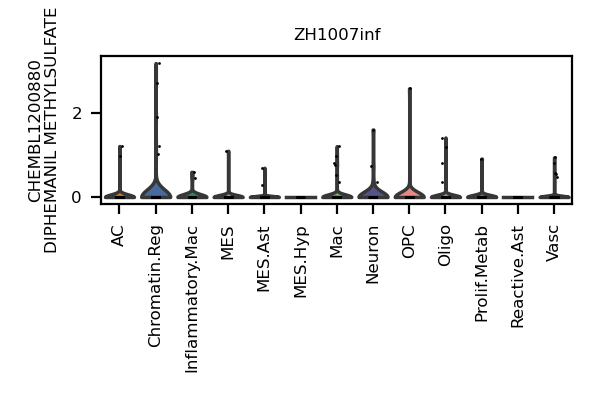 ZH1007inf
CHEMBL1200880
DIPHEMANIL METHYLSULFATE
2
0
AC
Chromatin.Reg
Inflammatory.Mac
MES
MES.Ast
MES.Hyp
Mac
Neuron
OPC
Oligo
Prolif.Metab
Reactive.Ast
Vasc